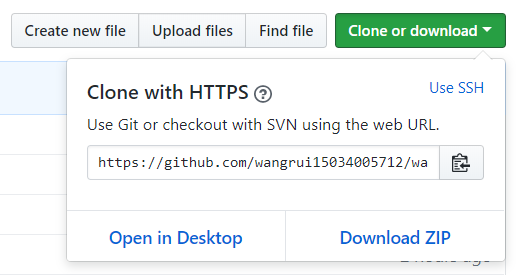 Create new file Upload files Find file Clone or download
Clone with HTTPS
Use SSH
Use Git or checkout with SVN using the web URL.
https://github.com/wangrui15034005712/wa
Open in Desktop Download ZIP